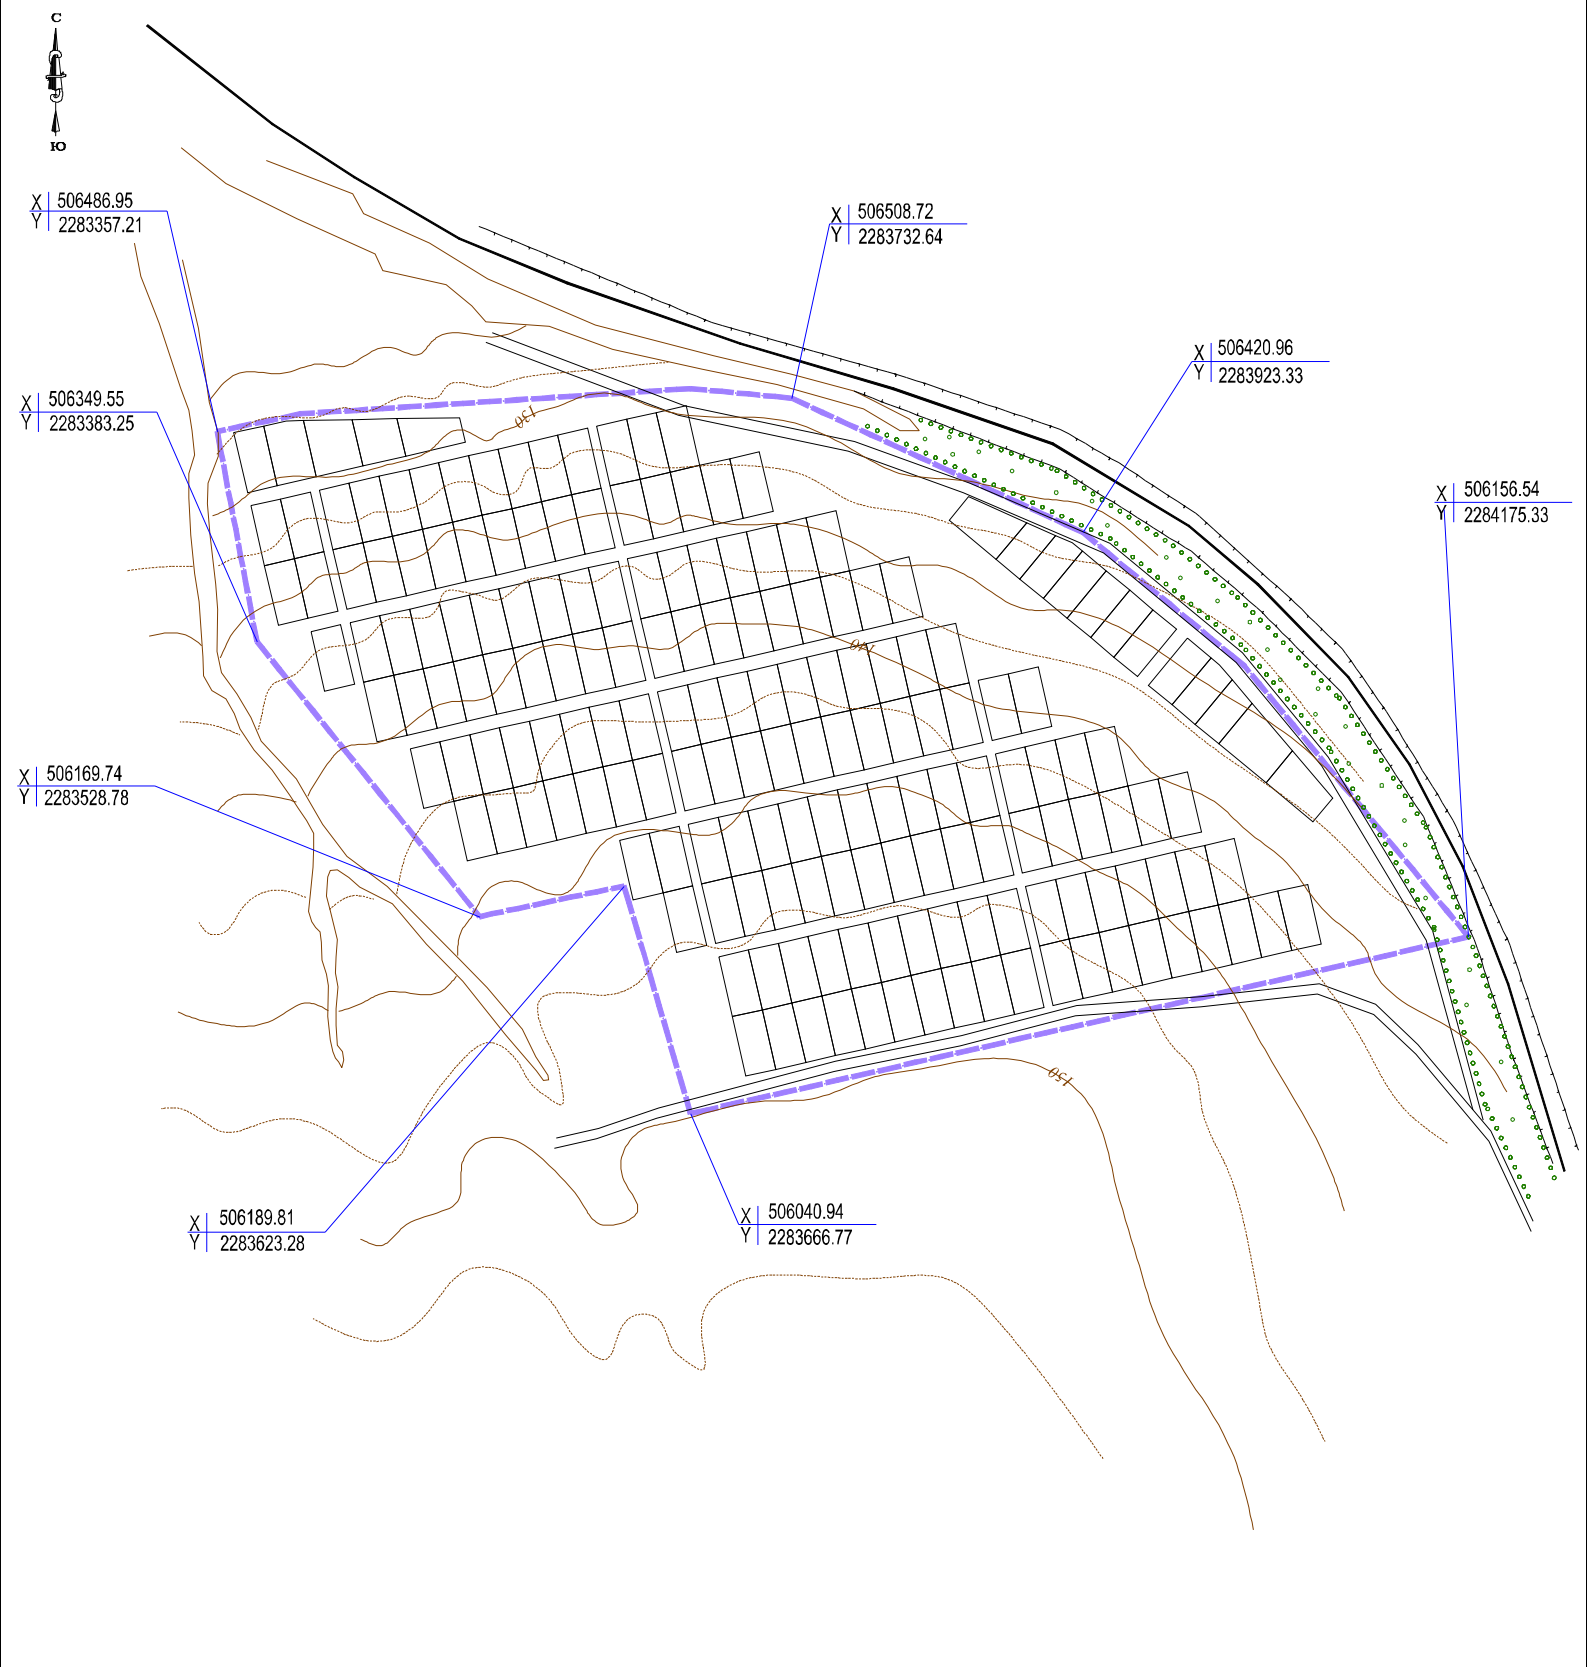 С
Ю
X 506486.95
Y 2283357.21
X 506508.72
Y 2283732.64
X 506420.96
Y 2283923.33
X 506349.55
Y 2283383.25
130
X 506156.54
Y 2284175.33
140
X 506169.74
Y 2283528.78
150
X 506189.81
Y 2283623.28
X 506040.94
Y 2283666.77